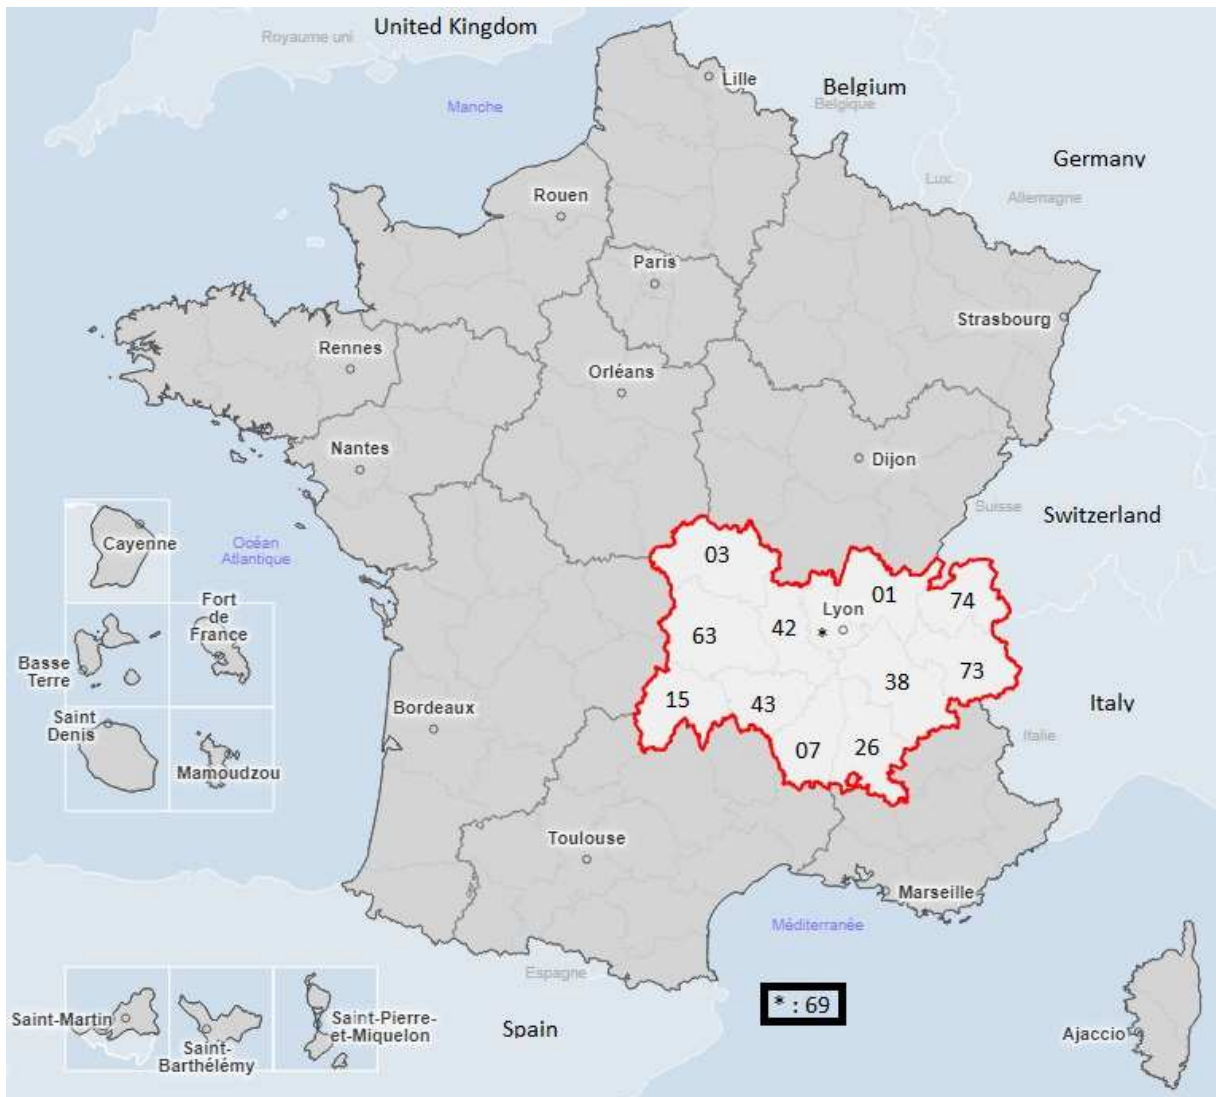 United Kingdom
Royaume uni
Lille
Belgium
Belgique
Manche
Germany
Lux.
Allemagne
Rouen
Paris
Strasbourg
Rennes
Orléans
Nantes
Dijon
Suisse
Switzerland
Cayenne
Océan
Atlantique
03
01
74
Fort
de
France
Lyon
42
*
63
Basse
Terre
73
38
15
43
Italy
Bordeaux
Saint
Denis
Italie
07
26
Mamoudzou
Toulouse
Marseille
Méditerranée
Espagne
* : 69
Saint-Martin
Saint-Pierre-
et-Miquelon
Spain
Ajaccio
Saint-
Barthélémy